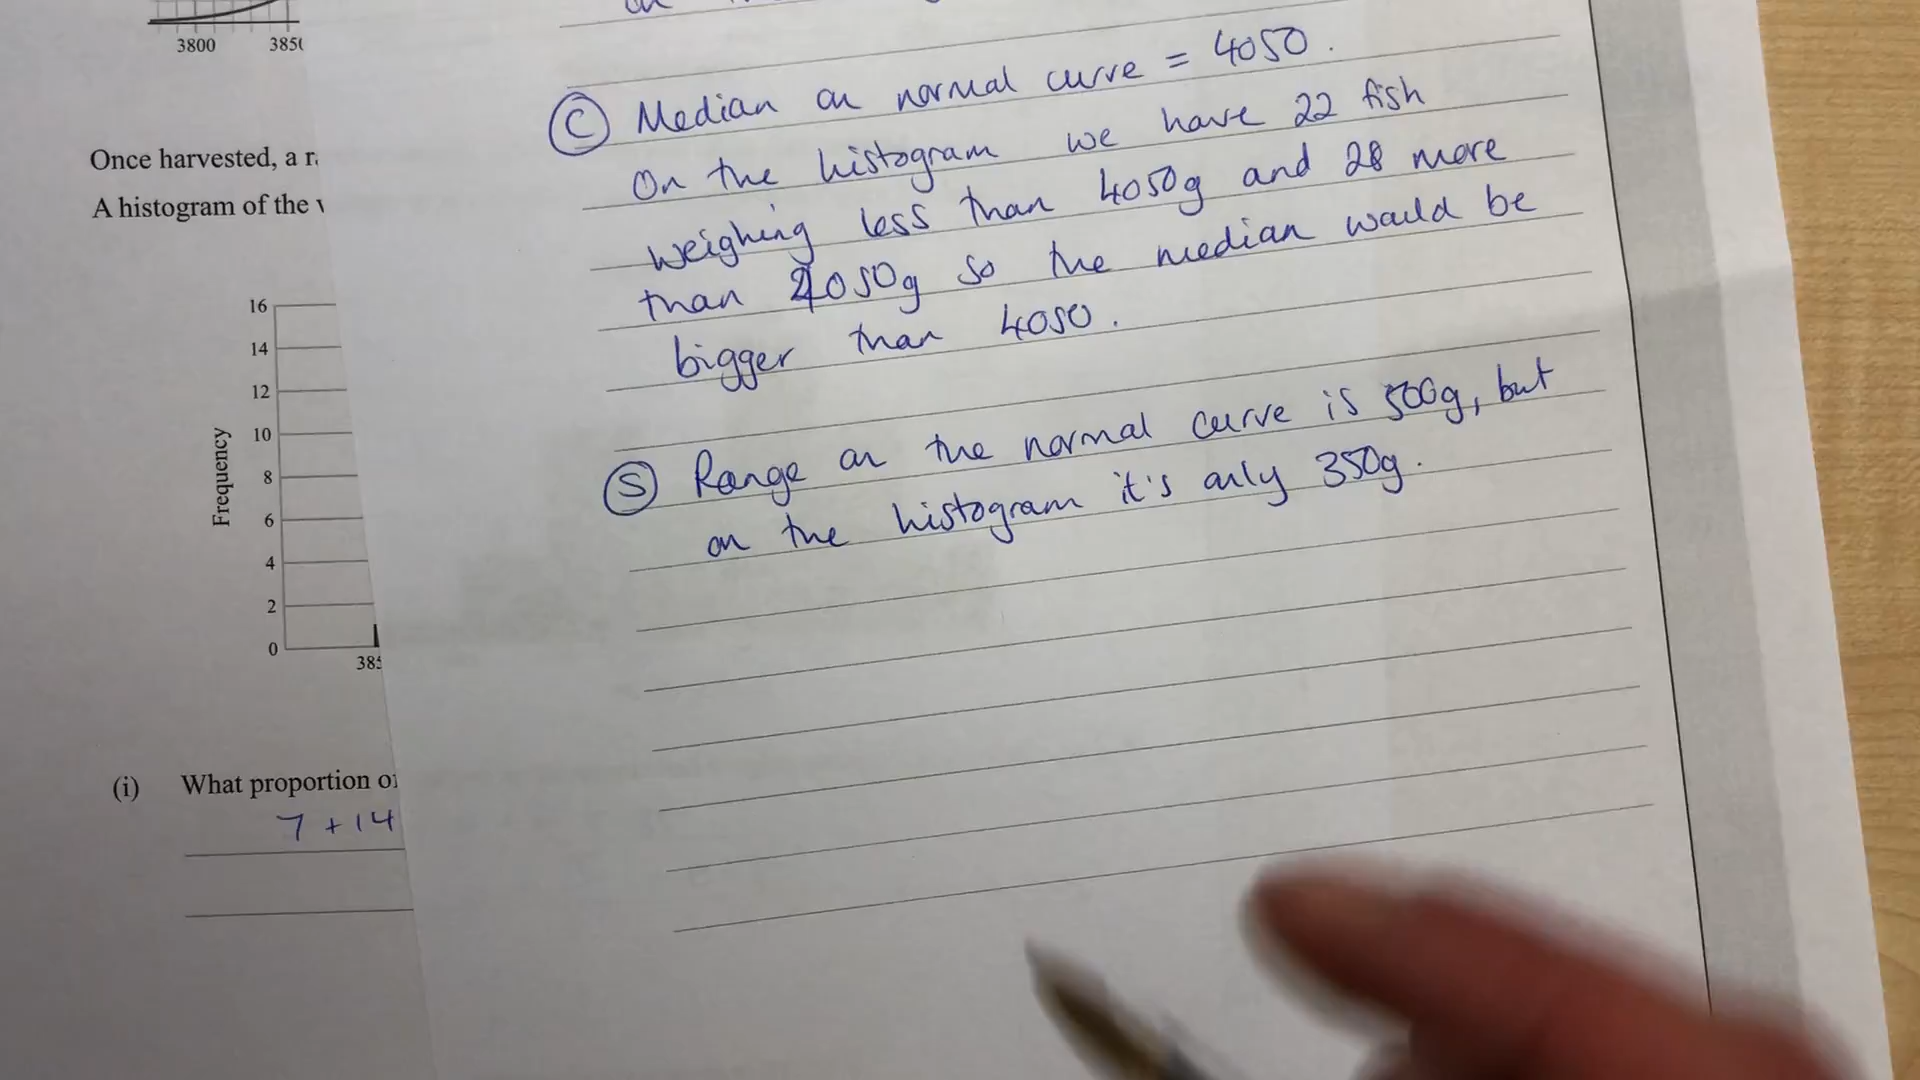 3800 385
Once harvested, a r
A histogram of the
16
14
12
10
8
6
4
2
0
Frequency
385
(i) What proportion of
7 + 14
on
C Median on normal curve = 4050.
On the histogram we have 22 fish
weighing less than 4050g and 28 more
than 4050g so the median would be
bigger than 4050.
S Range on the normal curve is 500g, but
on the histogram it's only 350g.